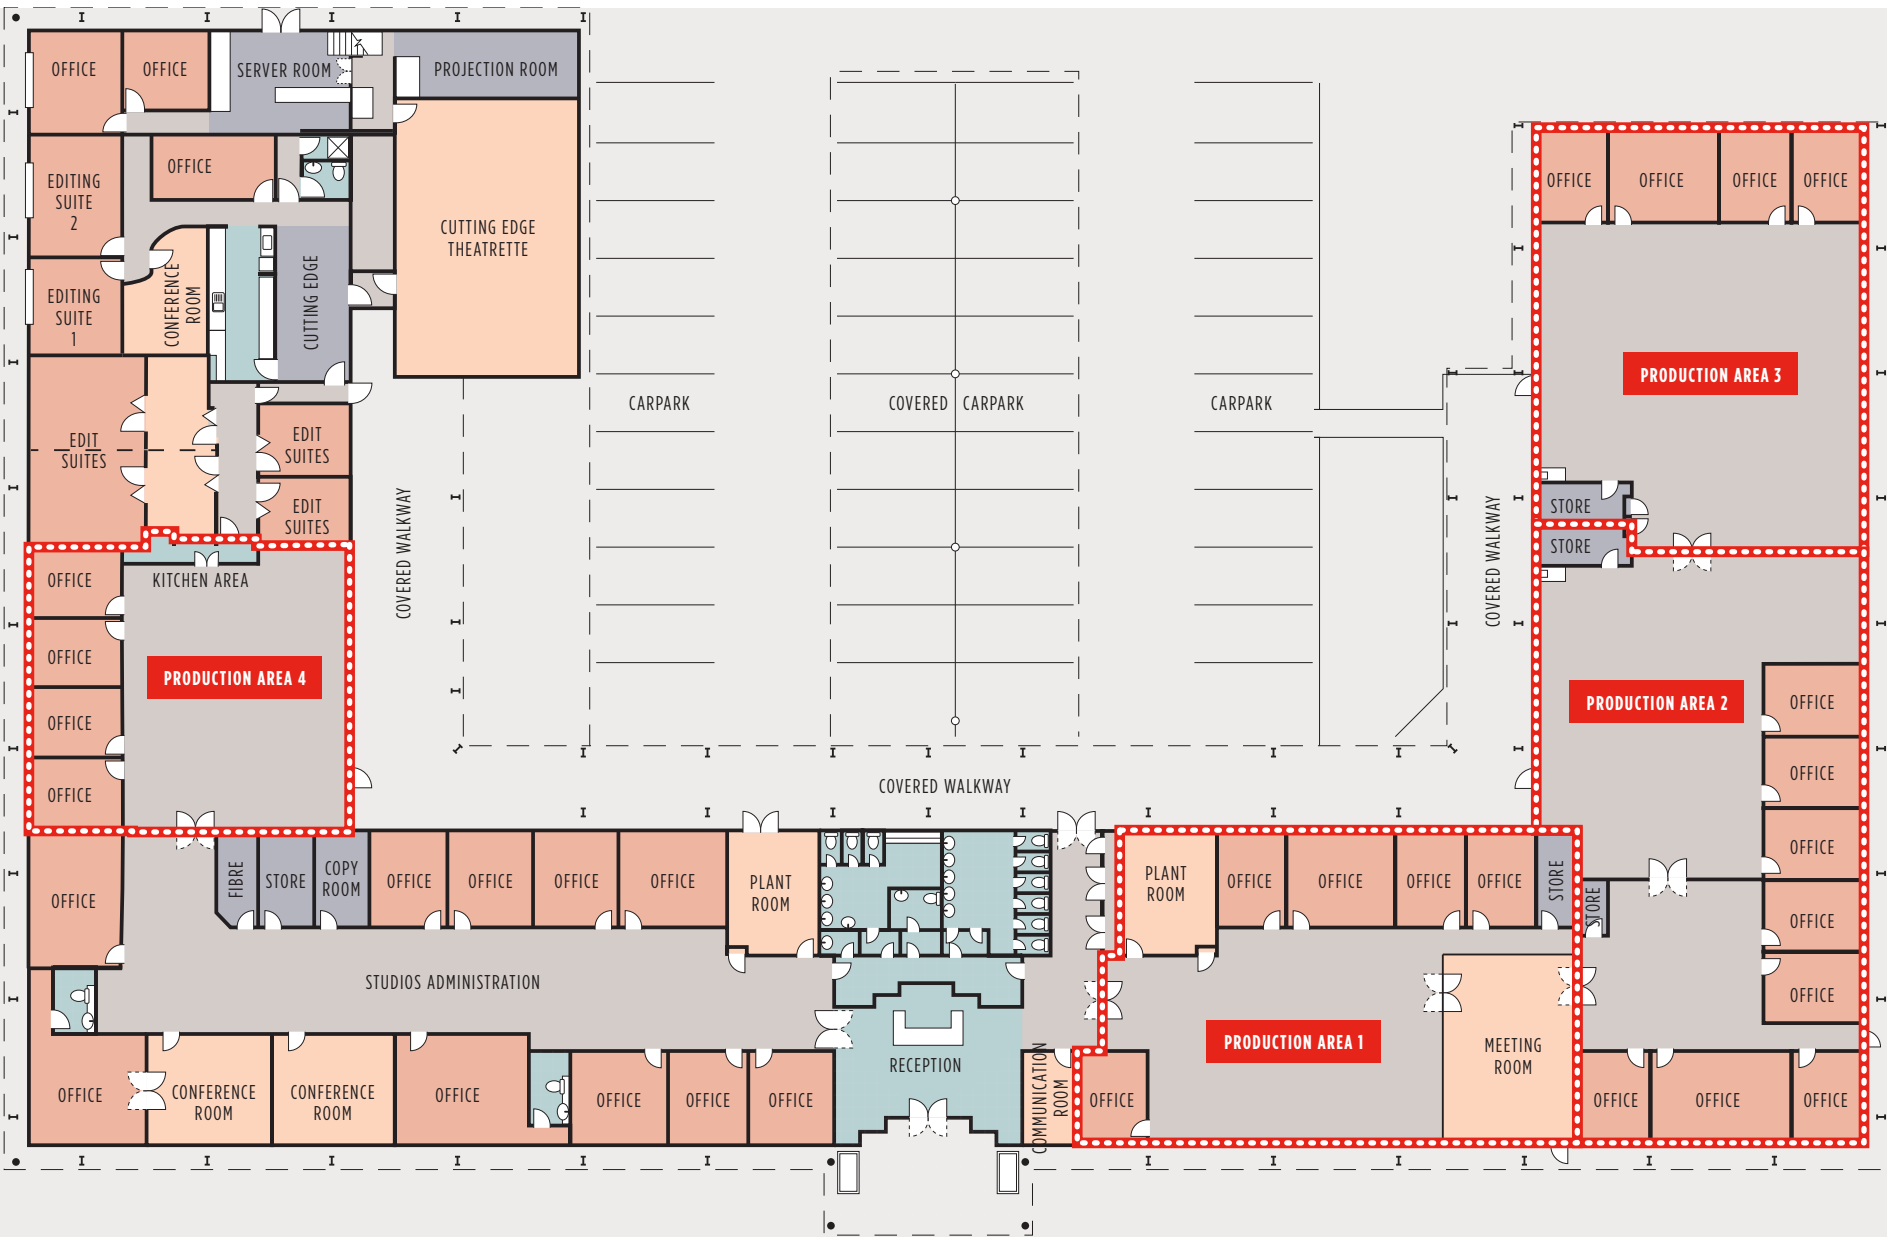 OFFICE
OFFICE
SERVER ROOM
PROJECTION ROOM
OFFICE
EDITING
SUITE
2
CUTTING EDGE
THEATRETTE
CONFERENCE
ROOM
CUTTING EDGE
EDITING
SUITE
1
EDIT
SUITES
EDIT
SUITES
EDIT
SUITES
CARPARK
COVERED CARPARK
CARPARK
COVERED WALKWAY
COVERED WALKWAY
OFFICE
OFFICE
OFFICE
OFFICE
PRODUCTION AREA 3
STORE
STORE
PRODUCTION AREA 2
OFFICE
OFFICE
OFFICE
OFFICE
OFFICE
OFFICE
KITCHEN AREA
OFFICE
PRODUCTION AREA 4
OFFICE
OFFICE
COVERED WALKWAY
OFFICE
FIBRE
STORE
COPY
ROOM
OFFICE
OFFICE
OFFICE
OFFICE
PLANT
ROOM
PLANT
ROOM
OFFICE
OFFICE
OFFICE
OFFICE
STORE
STORE
STUDIOS ADMINISTRATION
RECEPTION
PRODUCTION AREA 1
MEETING
ROOM
OFFICE
CONFERENCE
ROOM
CONFERENCE
ROOM
OFFICE
OFFICE
OFFICE
OFFICE
COMMUNICATION
ROOM
OFFICE
OFFICE
OFFICE
OFFICE